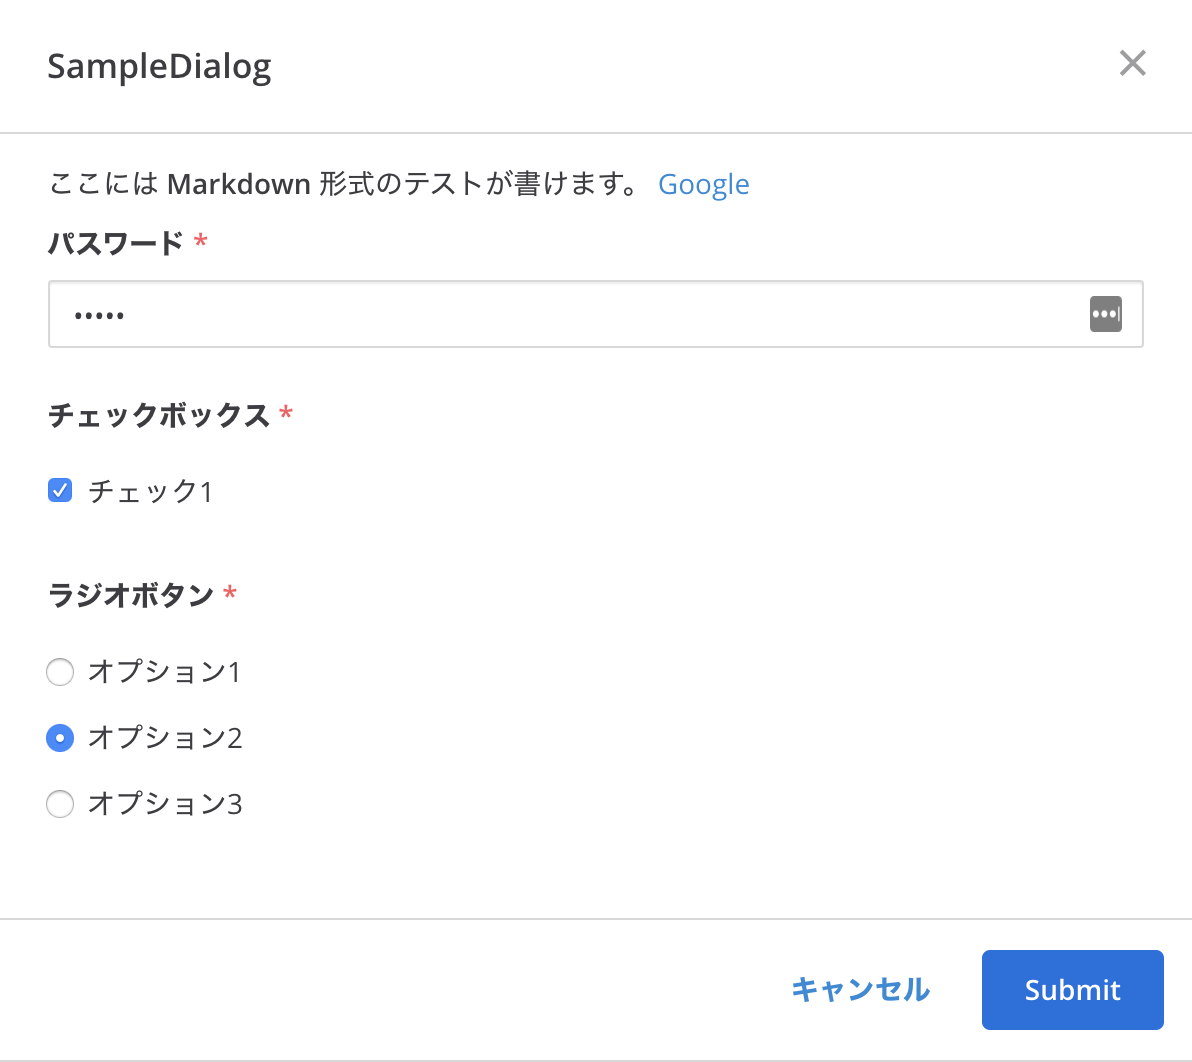 SampleDialog
ここには Markdown 形式のテストが書けます。 Google
パスワード *
•••••
チェックボックス *
チェック1
ラジオボタン *
オプション1
オプション2
オプション3
キャンセル Submit